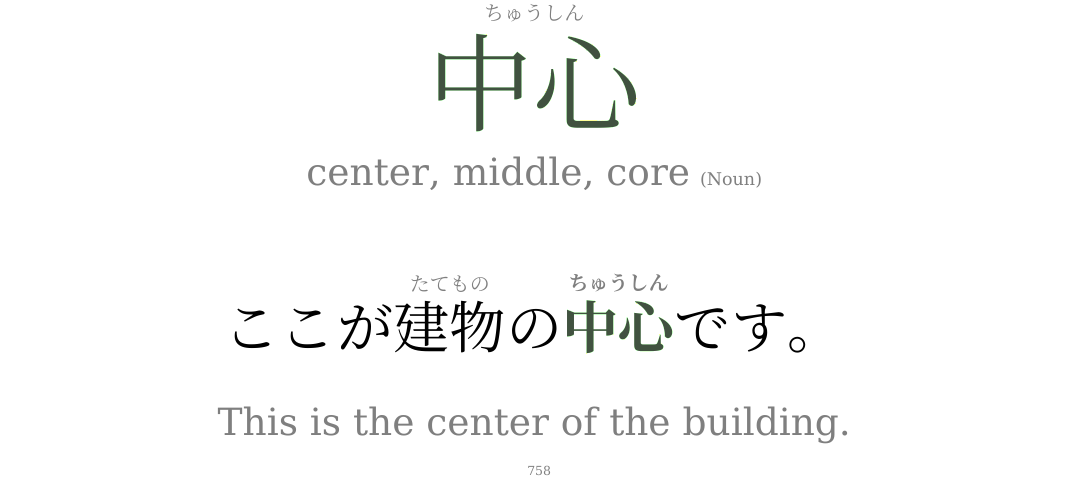 ちゅうしん
中心
center, middle, core (Noun)
たてもの ちゅうしん
ここが建物の中心です。
This is the center of the building.
758